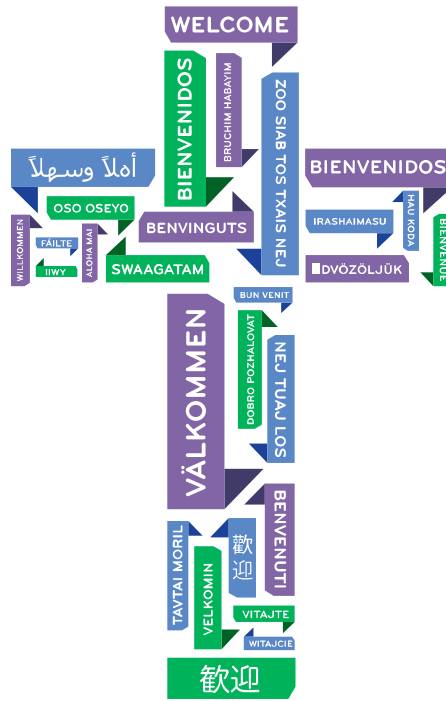 WELCOME
BIENVENIDOS
BRUCHIM HABAYIM
ZOO SIAB TOS TXAIS NEJ
أهلاً وسهلاً
BIENVENIDOS
OSO OSEYO
WILLKOMMEN
FÁILTE
ALOHA MAI
IIWY
BENVINGUTS
SWAAGATAM
IRASHAIMASU
HAU KODA
BIENVENUE
DVÖZÖLJÜK
BUN VENIT
VÄLKOMMEN
DOBRO POZHALOVAT
NEJ TUAJ LOS
BENVENUTI
TAVTAI MORIL
歡迎
VELKOMIN
VITAJTE
WITAJCIE
歡迎